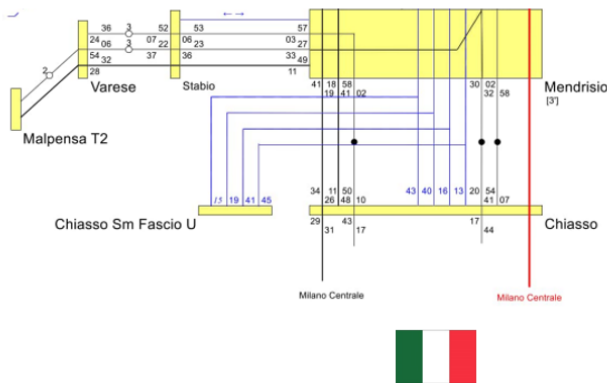 ←→
36 3 52 53 57
24 07 06 03
06 3 22 23 27
54 37 36 33
32 49
28 11
2
Varese
Stabio
Malpensa T2
Mendrisio
[3']
41 18 58 30 02
19 41 02 32 58
34 11 50 43 40 16 13 20 54
15 19 41 45 26 48 10 41 07
Chiasso Sm Fascio U
Chiasso
29 43 17
31 17 44
Milano Centrale
Milano Centrale